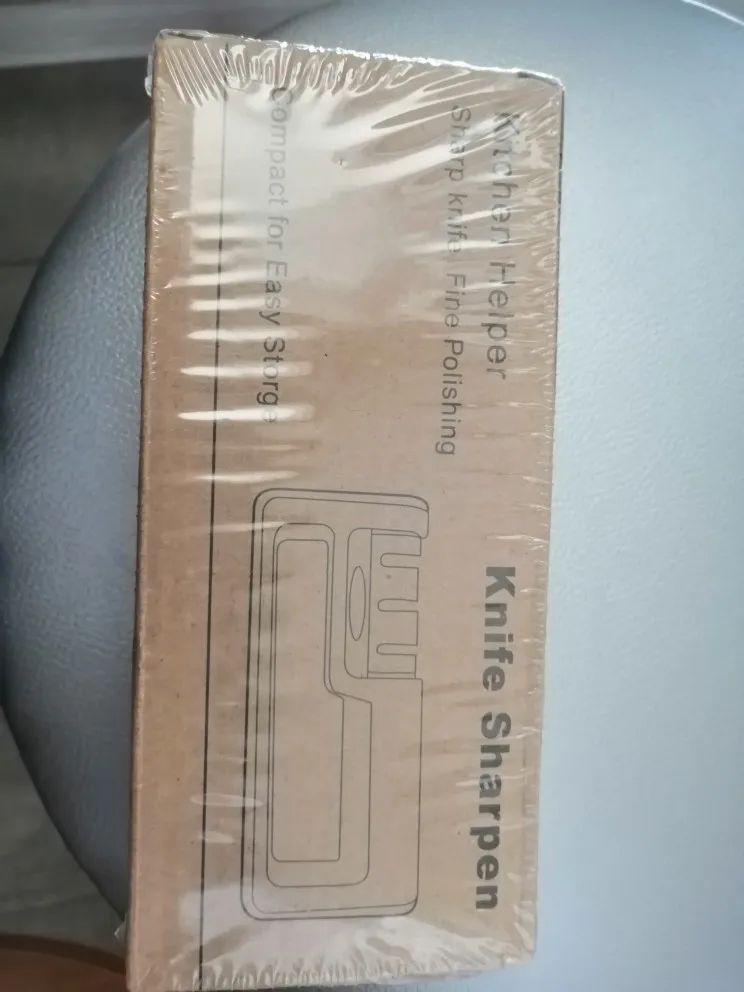 Kitchen Helper
Sharp knife Fine Polishing
Knife Sharpen
Compact for Easy Storge